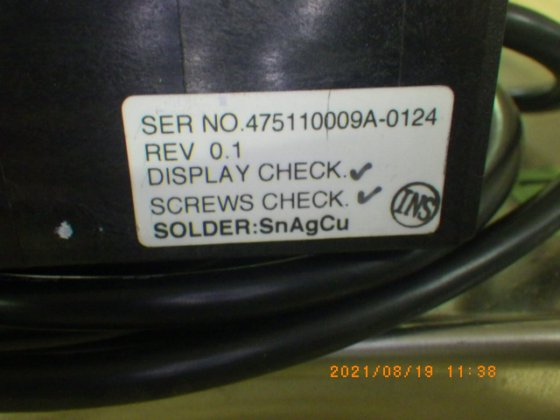 SER NO.475110009A-0124
REV 0.1
DISPLAY CHECK.✓
SCREWS CHECK.✓
INS
SOLDER:SnAgCu
2021/08/19 11:38